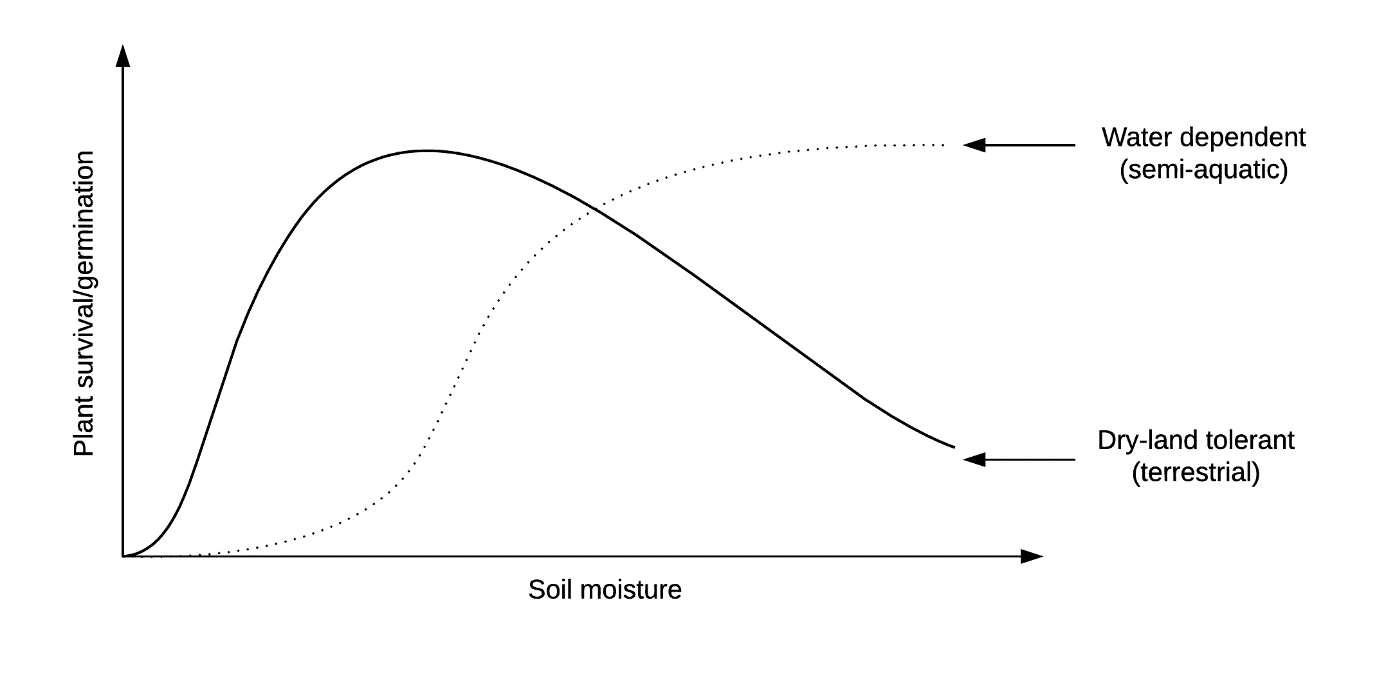 Plant survival/germination
Water dependent
(semi-aquatic)
Dry-land tolerant
(terrestrial)
Soil moisture